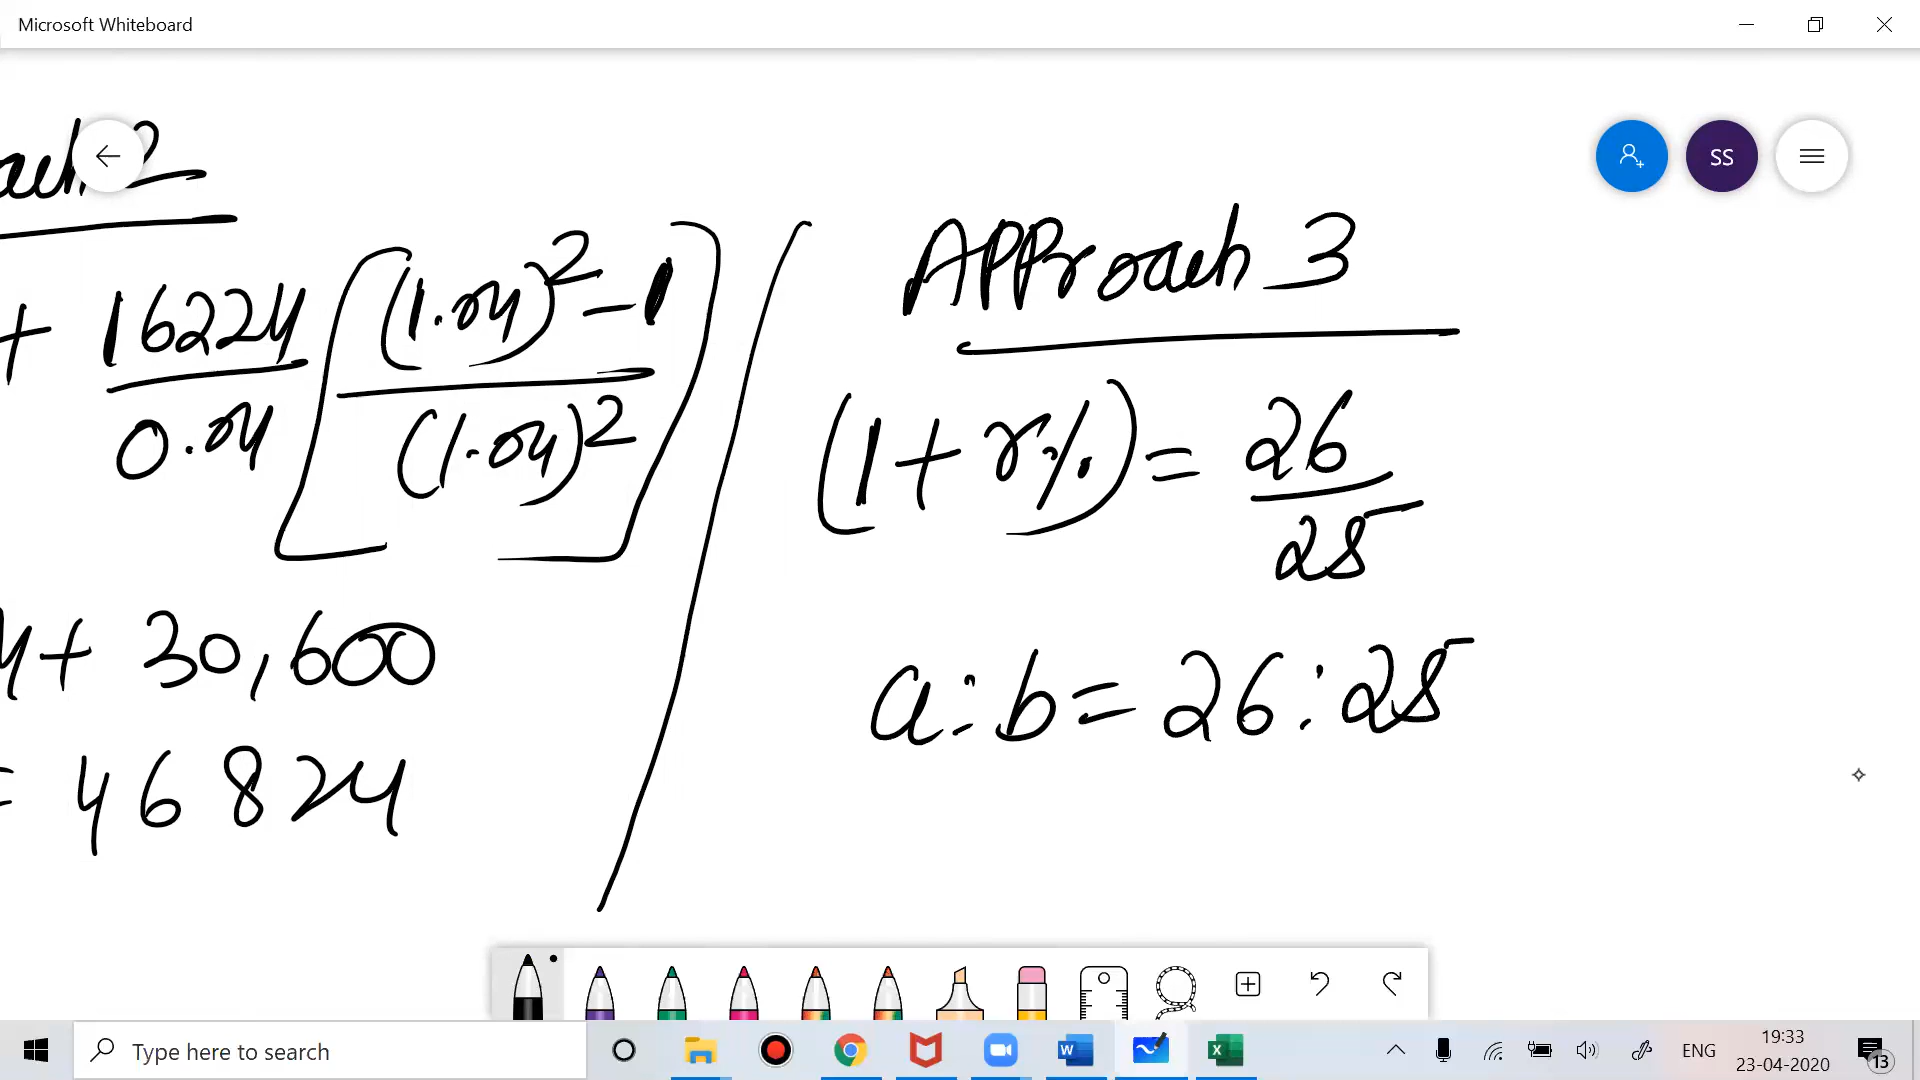 Microsoft Whiteboard
ach 2
+ 16224/0.04 [((1.04)^2 - 1)/(1.04)^2]
4 + 30,600
= 46824
APProach 3
(1 + r%) = 26/25
a : b = 26 : 25
SS
Type here to search
ENG
19:33
23-04-2020
13